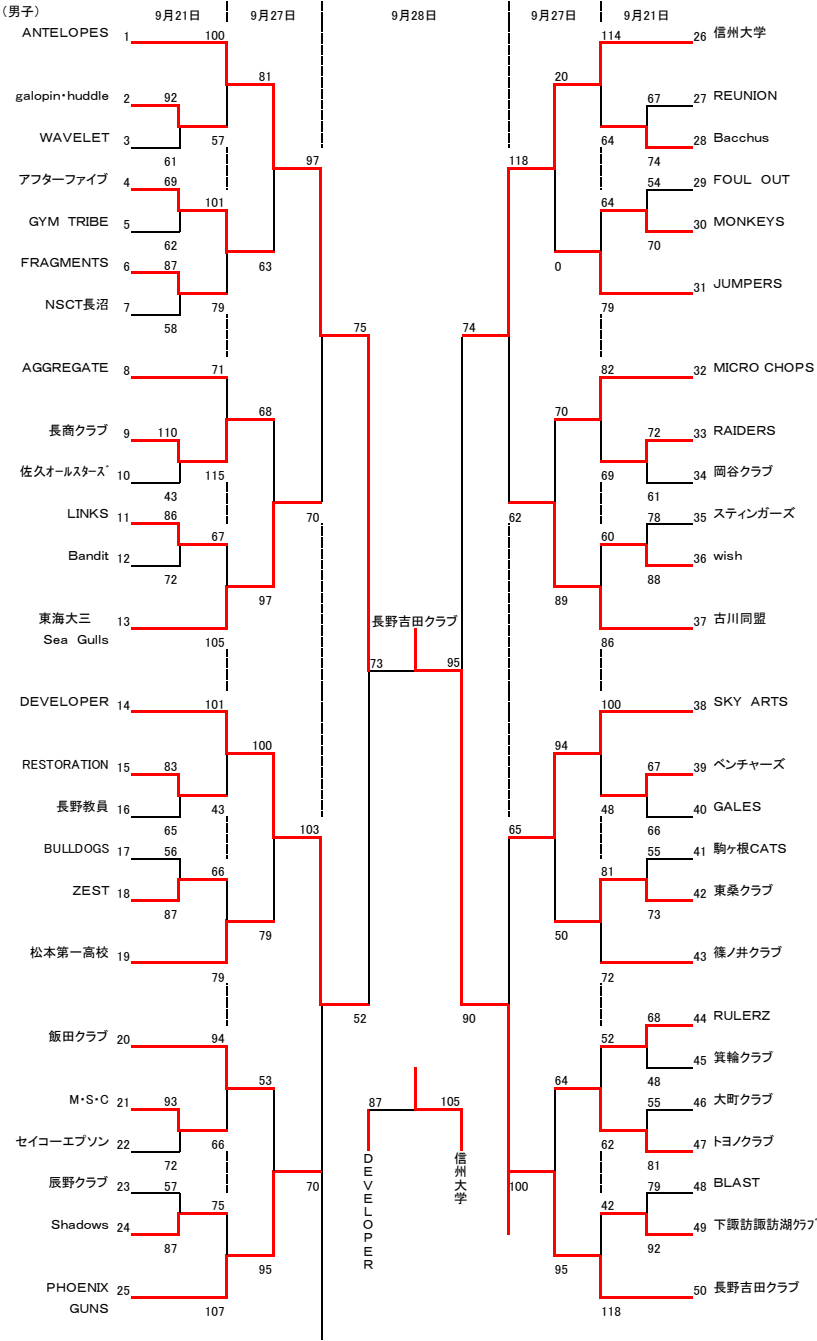 (男子)
9月21日 9月27日 9月28日 9月27日 9月21日
ANTELOPES 1 100 114 26 信州大学
81 20
galopin・huddle 2 92 67 27 REUNION
WAVELET 3 57 64 28 Bacchus
61 97 118 74
アフターファイブ 4 69 54 29 FOUL OUT
101 64
GYM TRIBE 5 30 MONKEYS
62 70
FRAGMENTS 6 87 63 0
31 JUMPERS
NSCT長沼 7 79 79
58 75 74
AGGREGATE 8 71 82 32 MICRO CHOPS
68 70
長商クラブ 9 110 72 33 RAIDERS
佐久オールスターズ 10 115 69 34 岡谷クラブ
43 61
LINKS 11 86 70 62 78 35 スティンガーズ
67 60
Bandit 12 36 wish
72 88
97 89
東海大三 13 37 古川同盟
Sea Gulls 105 86
長野吉田クラブ
73 95
DEVELOPER 14 101 100 38 SKY ARTS
100 94
RESTORATION 15 83 67 39 ベンチャーズ
長野教員 16 43 48 40 GALES
65 103 65 66
BULLDOGS 17 56 55 41 駒ヶ根CATS
66 81
ZEST 18 42 東桑クラブ
87 73
79 50
松本第一高校 19 43 篠ノ井クラブ
79 72
52 90
飯田クラブ 20 94 52 68 44 RULERZ
45 箕輪クラブ
53 64 48
M・S・C 21 93 87 105 55 46 大町クラブ
セイコーエプソン 22 66 62 47 トヨノクラブ
72 81
辰野クラブ 23 57 70 DEVELOPER 信州大学 100 79 48 BLAST
75 42
Shadows 24 49 下諏訪諏訪湖クラブ
87 92
95 95
PHOENIX 25 50 長野吉田クラブ
GUNS 107 118